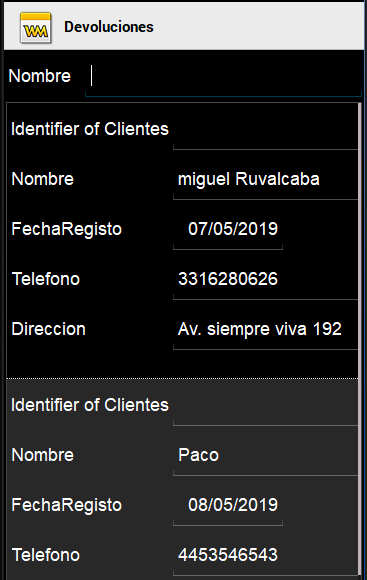 WM Devoluciones
Nombre
Identifier of Clientes
Nombre miguel Ruvalcaba
FechaRegisto 07/05/2019
Telefono 3316280626
Direccion Av. siempre viva 192
Identifier of Clientes
Nombre Paco
FechaRegisto 08/05/2019
Telefono 4453546543